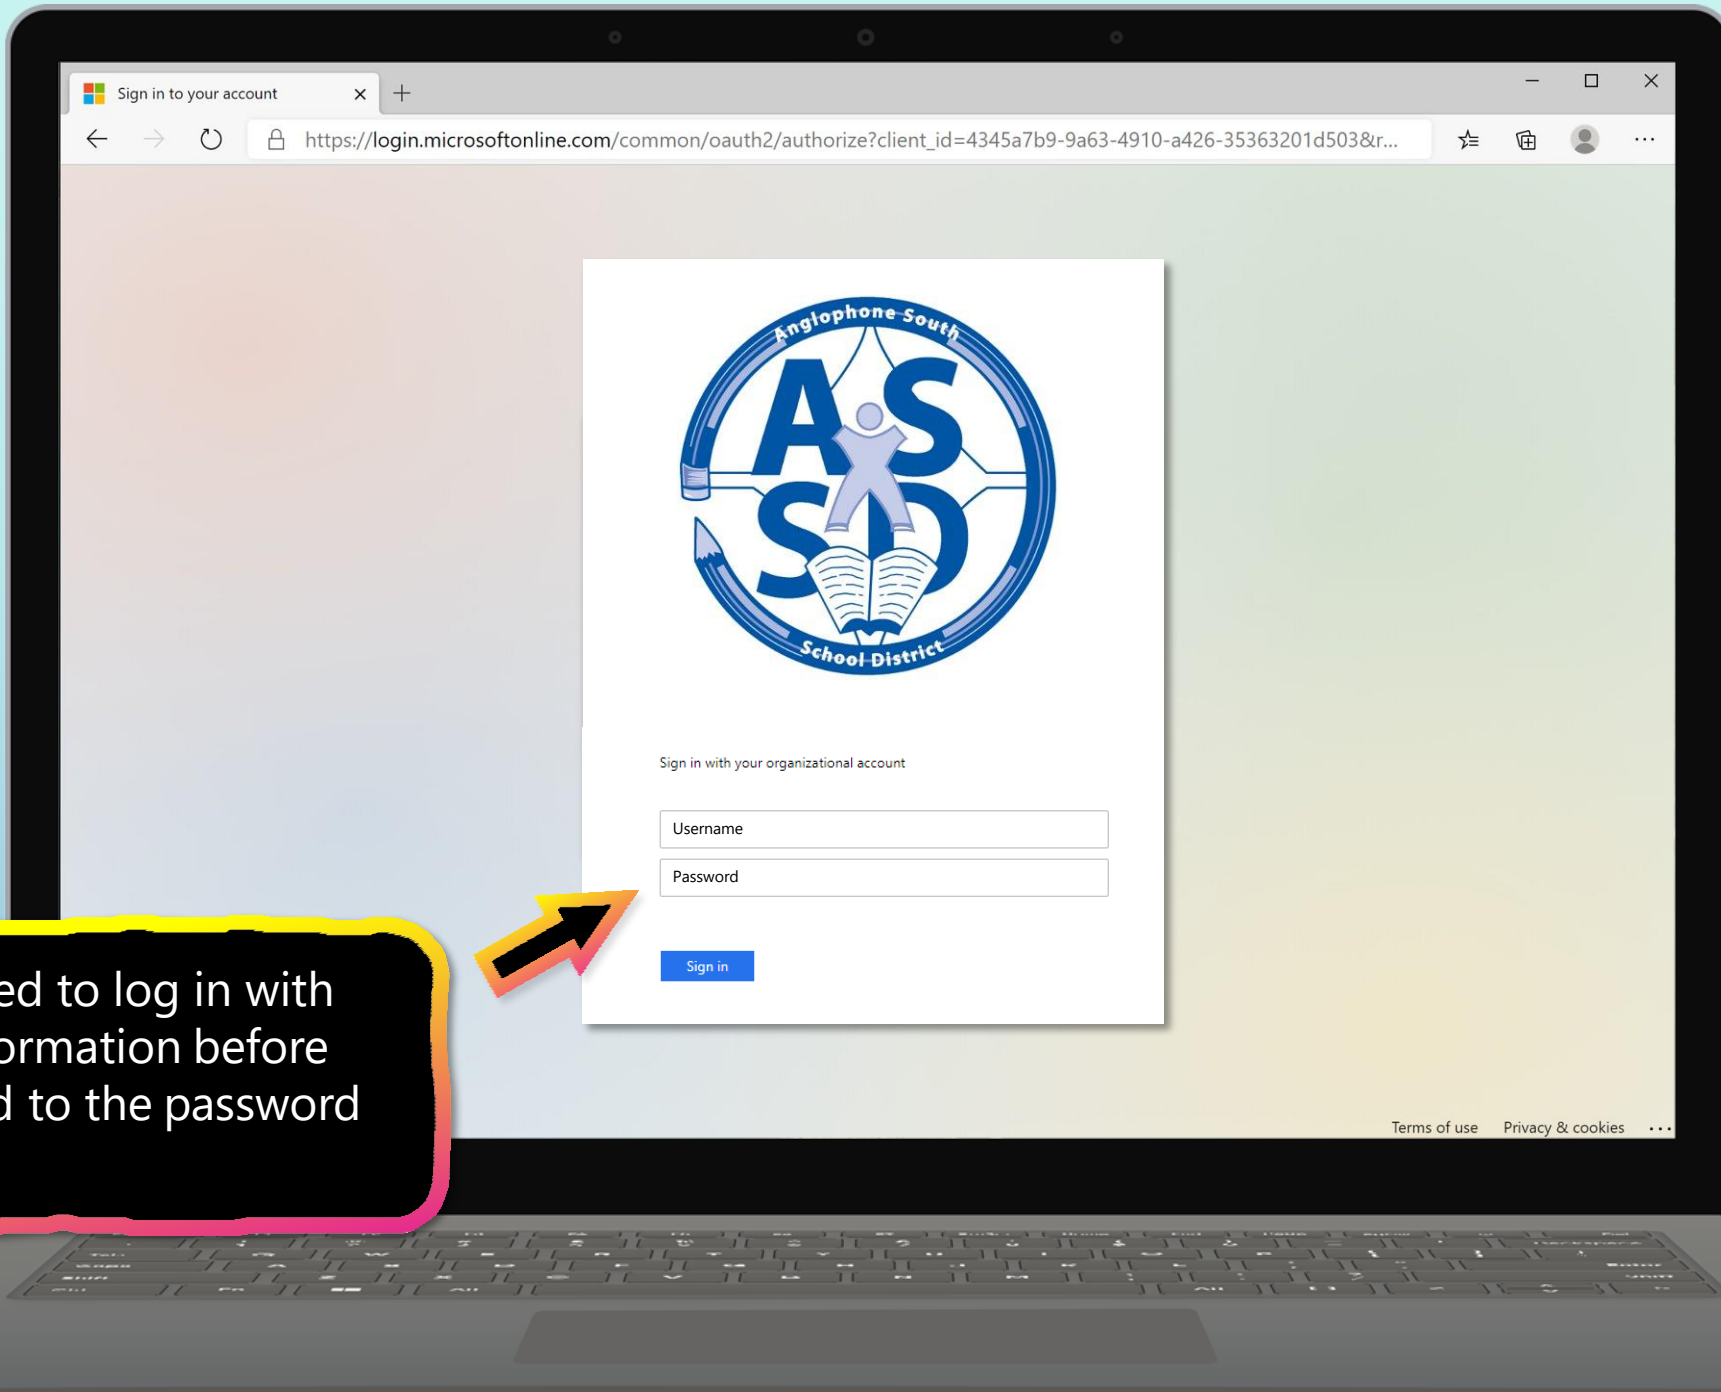 Sign in to your account
https://login.microsoftonline.com/common/oauth2/authorize?client_id=4345a7b9-9a63-4910-a426-35363201d503&r...
Anglophone South
AS
SD
School District
Sign in with your organizational account
Username
Password
Sign in
ed to log in with
ormation before
d to the password
Terms of use Privacy & cookies ...